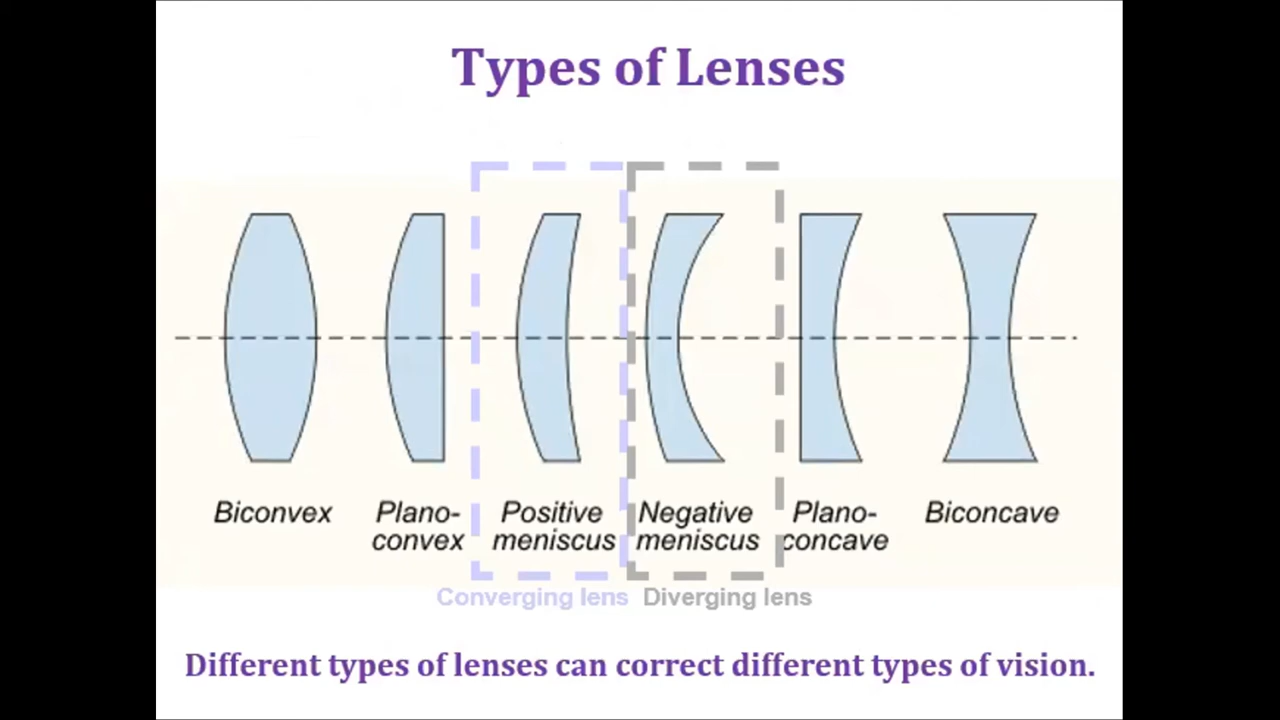 Types of Lenses
Biconvex
Plano-
convex
Positive
meniscus
Negative
meniscus
Plano-
concave
Biconcave
Converging lens
Diverging lens
Different types of lenses can correct different types of vision.